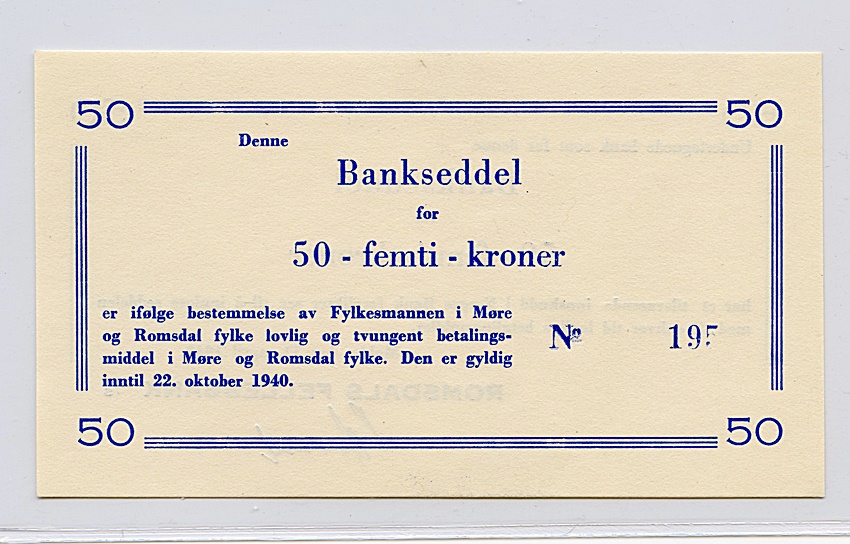 50 50
Denne
Bankseddel
for
50 - femti - kroner
er ifølge bestemmelse av Fylkesmannen i Møre
og Romsdal fylke lovlig og tvungent betalings-
middel i Møre og Romsdal fylke. Den er gyldig
inntil 22. oktober 1940.
№ 195
50 50